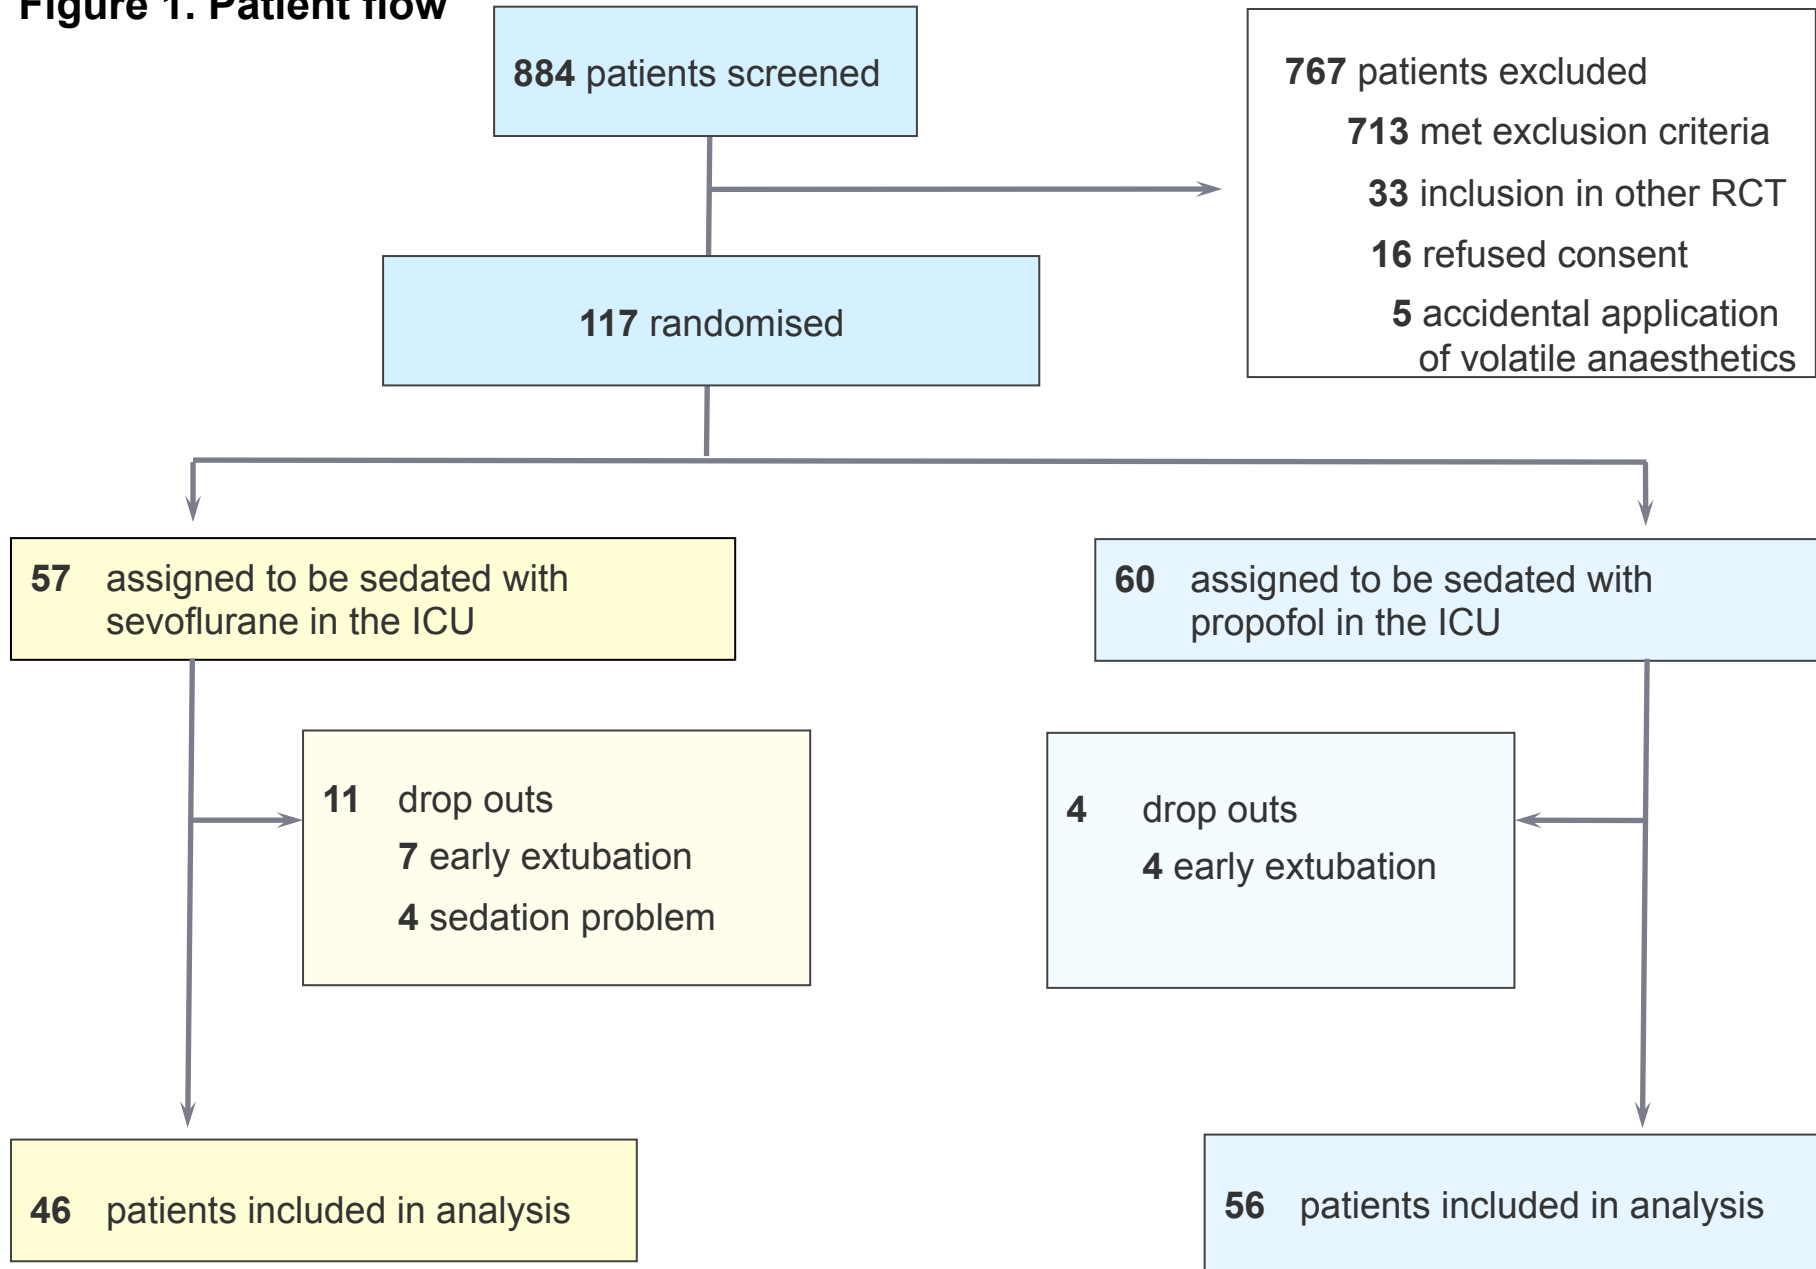 Figure 1. Patient flow
884 patients screened
767 patients excluded
713 met exclusion criteria
33 inclusion in other RCT
16 refused consent
5 accidental application
of volatile anaesthetics
117 randomised
57 assigned to be sedated with
sevoflurane in the ICU
60 assigned to be sedated with
propofol in the ICU
11 drop outs
7 early extubation
4 sedation problem
4 drop outs
4 early extubation
46 patients included in analysis
56 patients included in analysis